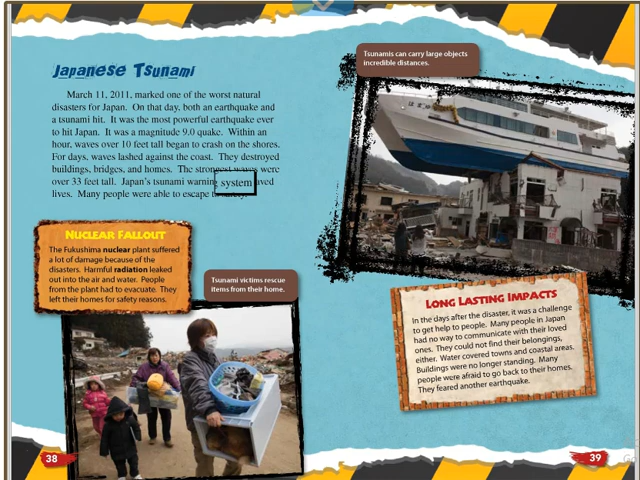 Japanese Tsunami
March 11, 2011, marked one of the worst natural
disasters for Japan. On that day, both an earthquake and
a tsunami hit. It was the most powerful earthquake ever
to hit Japan. It was a magnitude 9.0 quake. Within an
hour, waves over 10 feet tall began to crash on the shores.
For days, waves lashed against the coast. They destroyed
buildings, bridges, and homes. The strongest waves were
over 33 feet tall. Japan's tsunami warning system ved
lives. Many people were able to escape
NUCLEAR FALLOUT
The Fukushima nuclear plant suffered
a lot of damage because of the
disasters. Harmful radiation leaked
out into the air and water. People
from the plant had to evacuate. They
left their homes for safety reasons.
Tsunami victims rescue
items from their home.
38
Tsunamis can carry large objects
incredible distances.
LONG LASTING IMPACTS
In the days after the disaster, it was a challenge
to get help to people. Many people in Japan
had no way to communicate with their loved
ones. They could not find their belongings,
either. Water covered towns and coastal areas.
Buildings were no longer standing. Many
people were afraid to go back to their homes.
They feared another earthquake.
39